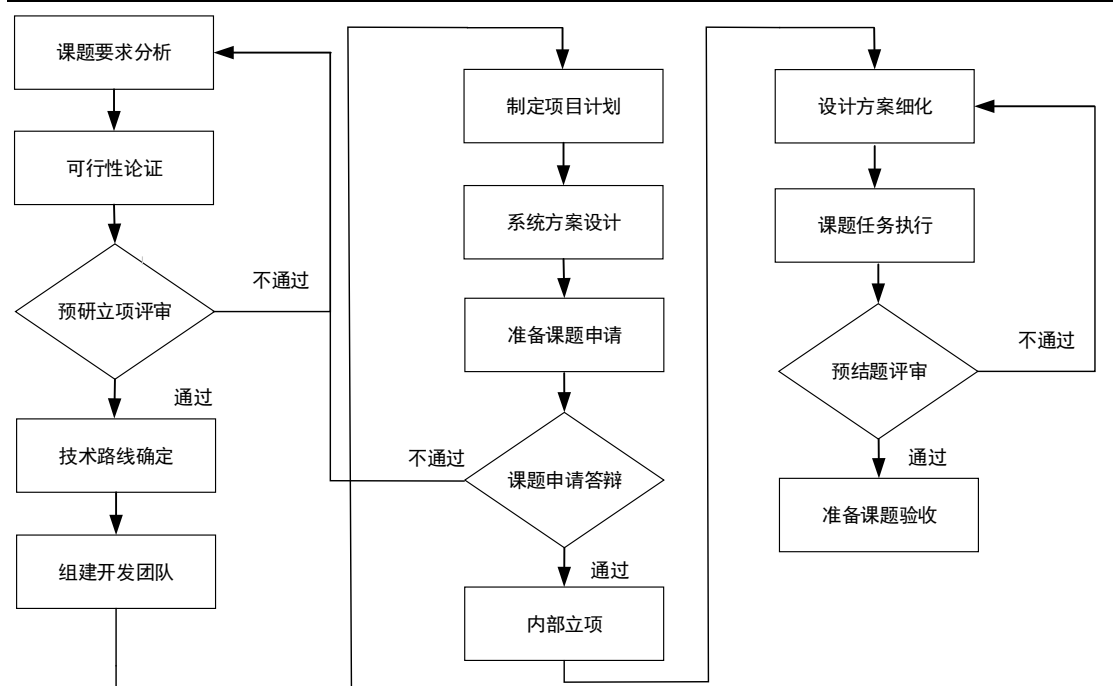 课题要求分析
可行性论证
预研立项评审
不通过
通过
技术路线确定
组建开发团队
制定项目计划
系统方案设计
准备课题申请
不通过
课题申请答辩
通过
内部立项
设计方案细化
课题任务执行
不通过
预结题评审
通过
准备课题验收